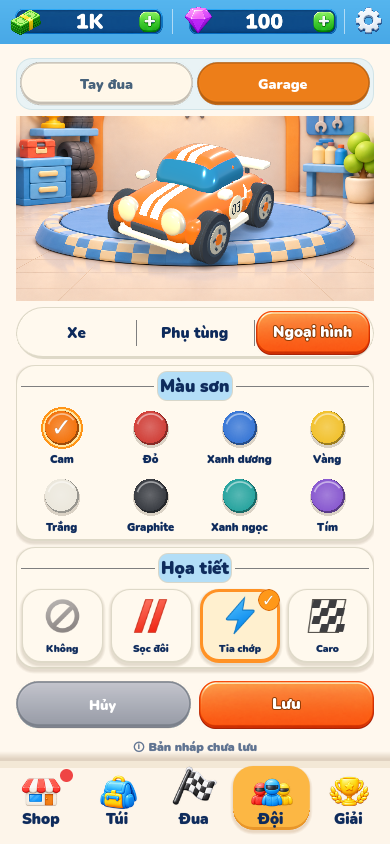 1K
100
Tay đua
Garage
03
Xe
Phụ tùng
Ngoại hình
Màu sơn
Cam
Đỏ
Xanh dương
Vàng
Trắng
Graphite
Xanh ngọc
Tím
Họa tiết
Không
Sọc đôi
Tia chớp
Caro
Hủy
Lưu
Bản nháp chưa lưu
Shop
Túi
Đua
Đội
Giải